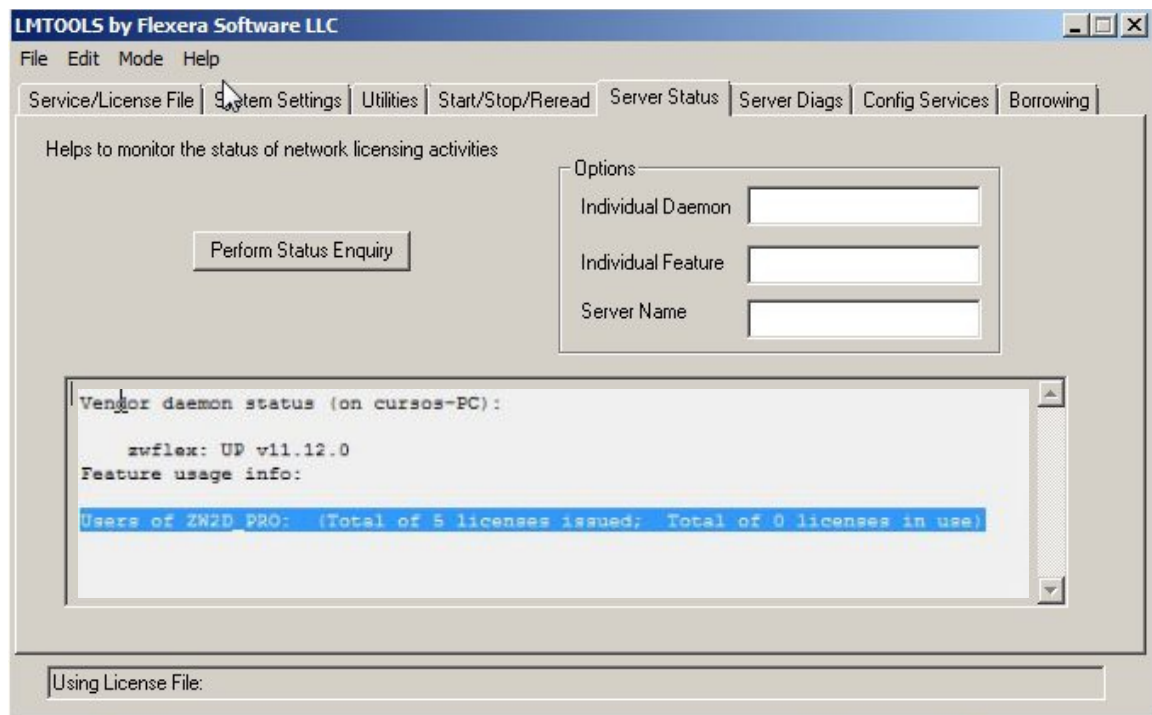 LMTOOLS by Flexera Software LLC
File Edit Mode Help
Service/License File System Settings Utilities Start/Stop/Reread Server Status Server Diags Config Services Borrowing
Helps to monitor the status of network licensing activities
Options
Individual Daemon
Perform Status Enquiry
Individual Feature
Server Name
Vendor daemon status (on cursos-PC):
zwflex: UP v11.12.0
Feature usage info:
Users of ZW2D_PRO: (Total of 5 licenses issued; Total of 0 licenses in use)
Using License File: